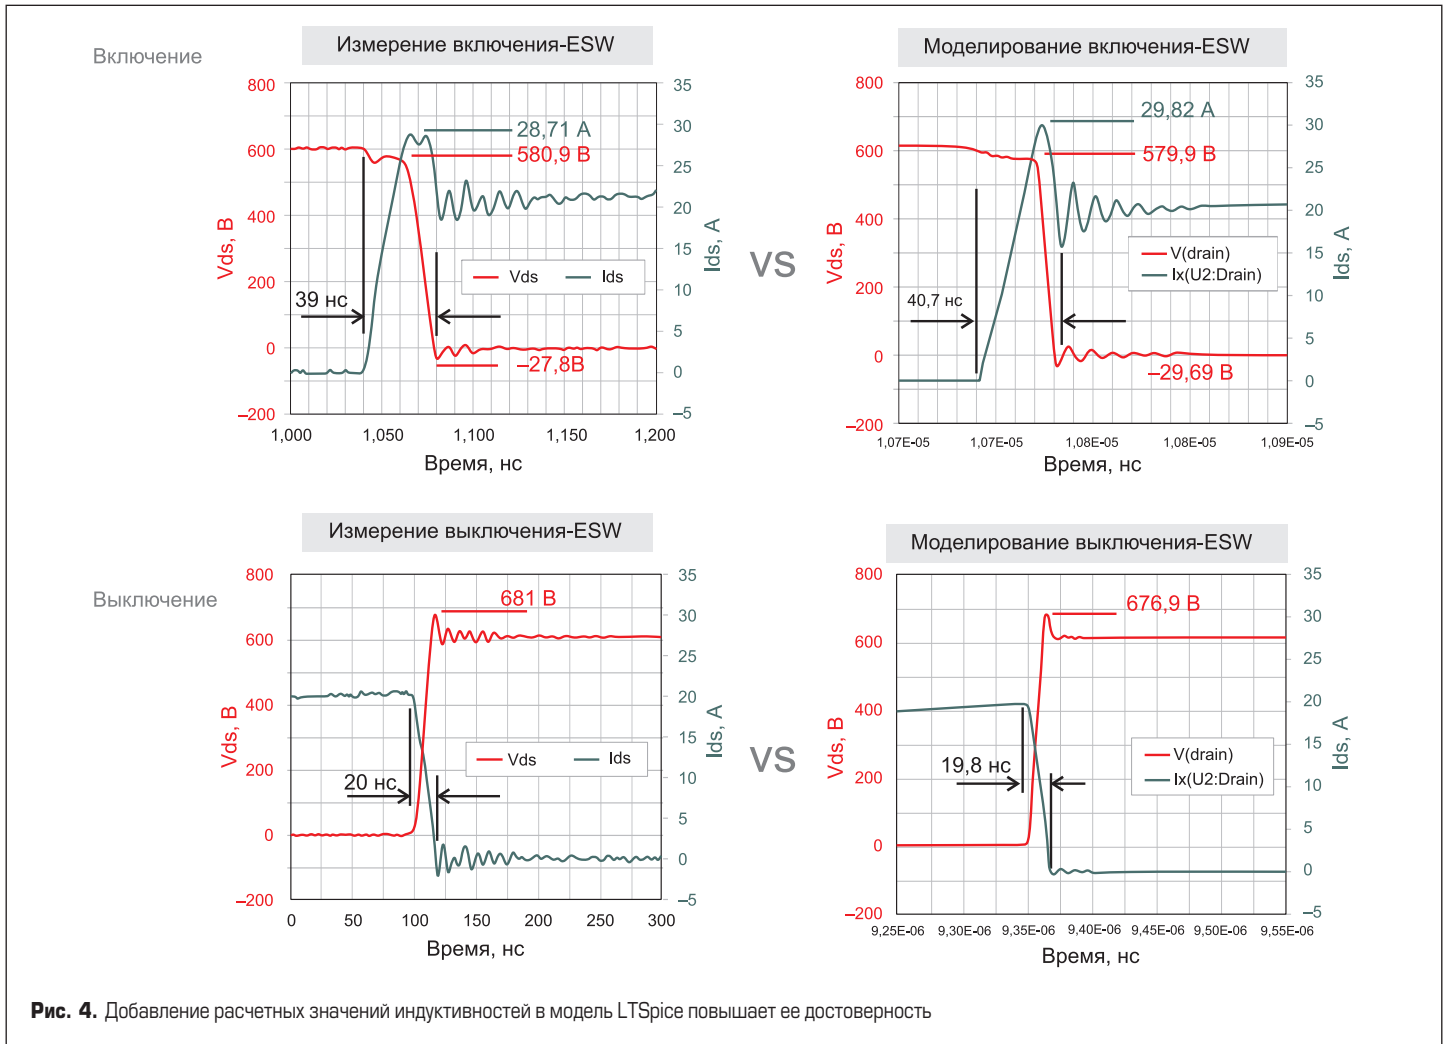 Включение
Измерение включения-ESW
800
600
400
200
0
–200
Vds, В
35
30
25
20
15
10
5
0
–5
Ids, A
28,71 A
580,9 В
Vds
Ids
39 нс
–27,8В
1,000
1,050
1,100
1,150
1,200
Время, нс
vs
Моделирование включения-ESW
800
600
400
200
0
–200
Vds, В
35
30
25
20
15
10
5
0
–5
Ids, A
29,82 A
579,9 В
V(drain)
Ix(U2:Drain)
40,7 нс
–29,69 В
1,07E-05
1,07E-05
1,08E-05
1,08E-05
1,09E-05
Время, нс
Выключение
Измерение выключения-ESW
800
600
400
200
0
–200
Vds, В
35
30
25
20
15
10
5
0
–5
Ids, A
681 В
Vds
Ids
20 нс
0
50
100
150
200
250
300
Время, нс
vs
Моделирование выключения-ESW
800
600
400
200
0
–200
Vds, В
35
30
25
20
15
10
5
0
–5
Ids, A
676,9 В
V(drain)
Ix(U2:Drain)
19,8 нс
9,25E-06
9,30E-06
9,35E-06
9,40E-06
9,45E-06
9,50E-06
9,55E-06
Время, нс
Рис. 4. Добавление расчетных значений индуктивностей в модель LTSpice повышает ее достоверность